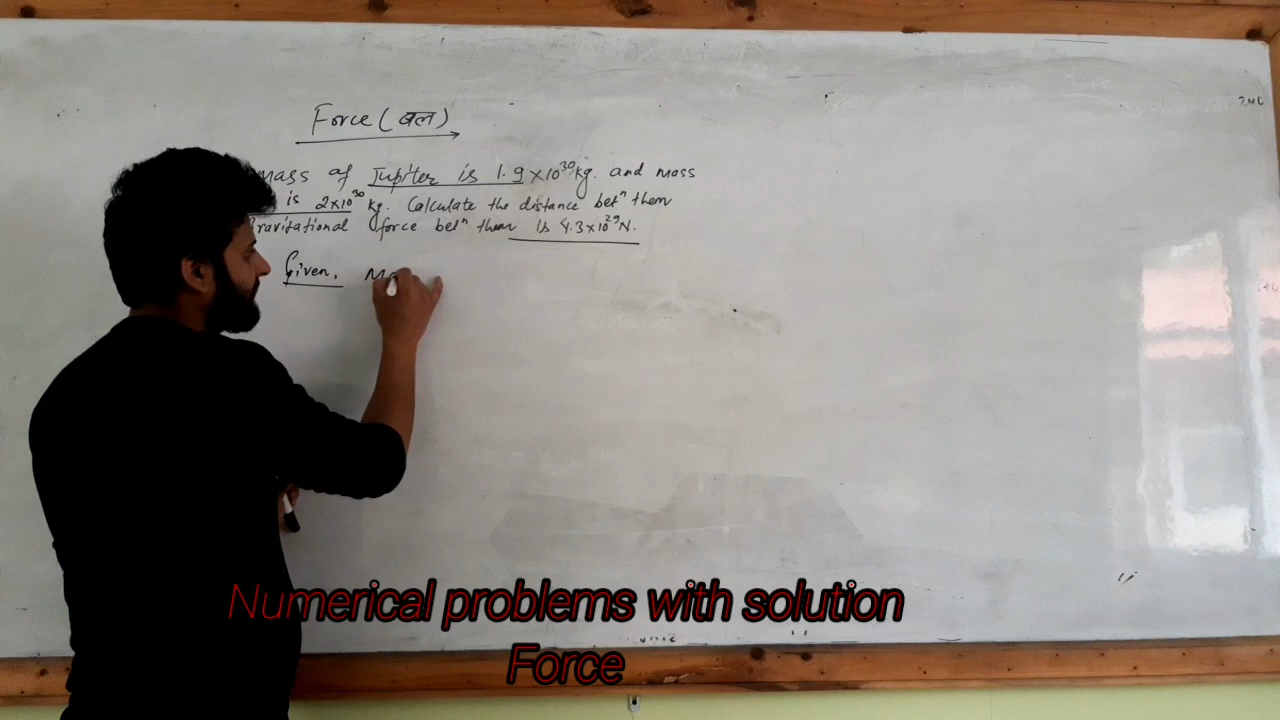 Force (बल)
mass of Jupiter is 1.9×10³⁰kg. and mass
is 2×10³⁰ kg. Calculate the distance betⁿ them
gravitational force betⁿ them is 4.3×10²⁹N.
Given,
Numerical problems with solution
Force